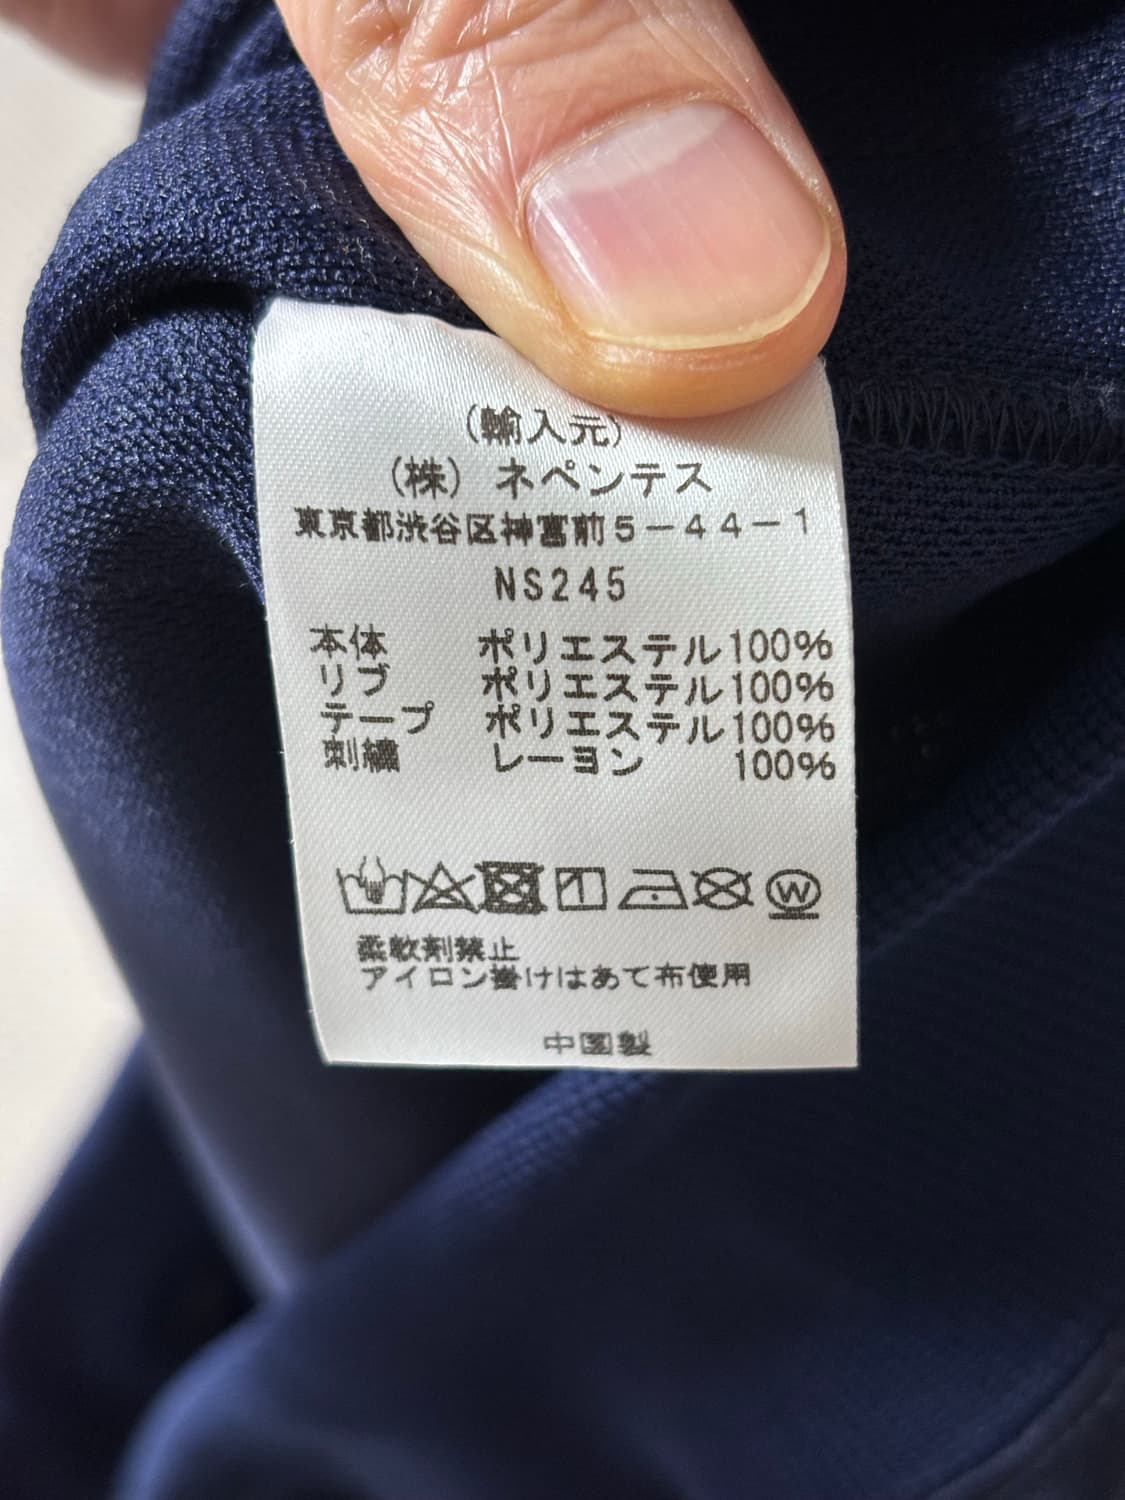 (輸入元)
(株) ネペンテス
東京都渋谷区神宮前5-44-1
NS245
本体 ポリエステル100%
リブ ポリエステル100%
テープ ポリエステル100%
刺繍 レーヨン 100%
W
柔軟剤禁止
アイロン掛けはあて布使用
中国製